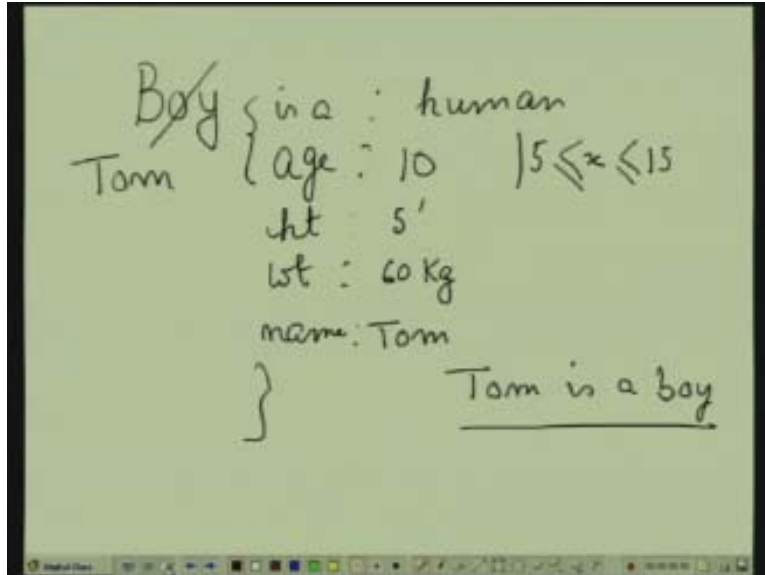 Boy { is a : human
Tom { age : 10 | 5 ≤ x ≤ 15
ht 5'
wt : 60 Kg
name : Tom
}
Tom is a boy